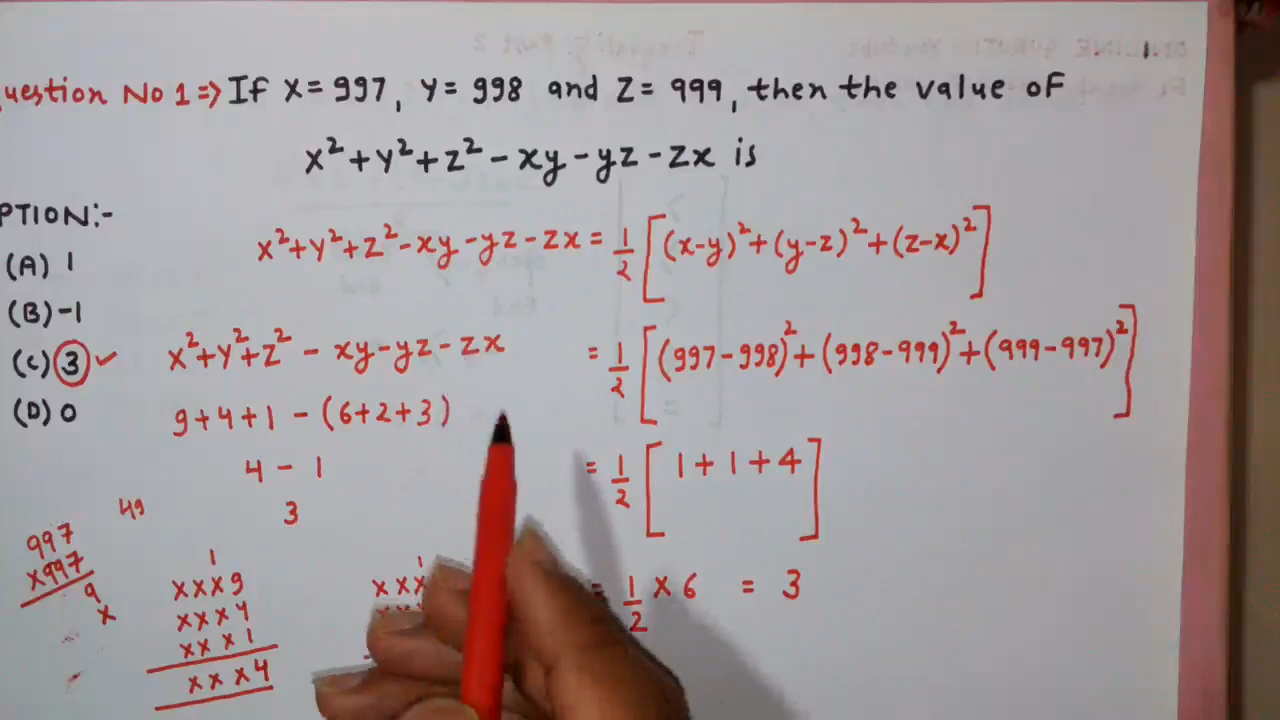 uestion No 1 => If x = 997, y = 998 and z = 999, then the value of
x² + y² + z² - xy - yz - zx is
PTION:-
(A) 1
(B) -1
(C) 3 ✓
(D) 0
x² + y² + z² - xy - yz - zx = 1/2 [(x-y)² + (y-z)² + (z-x)²]
x² + y² + z² - xy - yz - zx = 1/2 [(997-998)² + (998-999)² + (999-997)²]
9+4+1 - (6+2+3)
= 1/2 [1+1+4]
4 - 1
3
= 1/2 × 6 = 3
49
997
x997
9
x
1
xxx9
xxx4
xxx1
xxx4
1
xxx